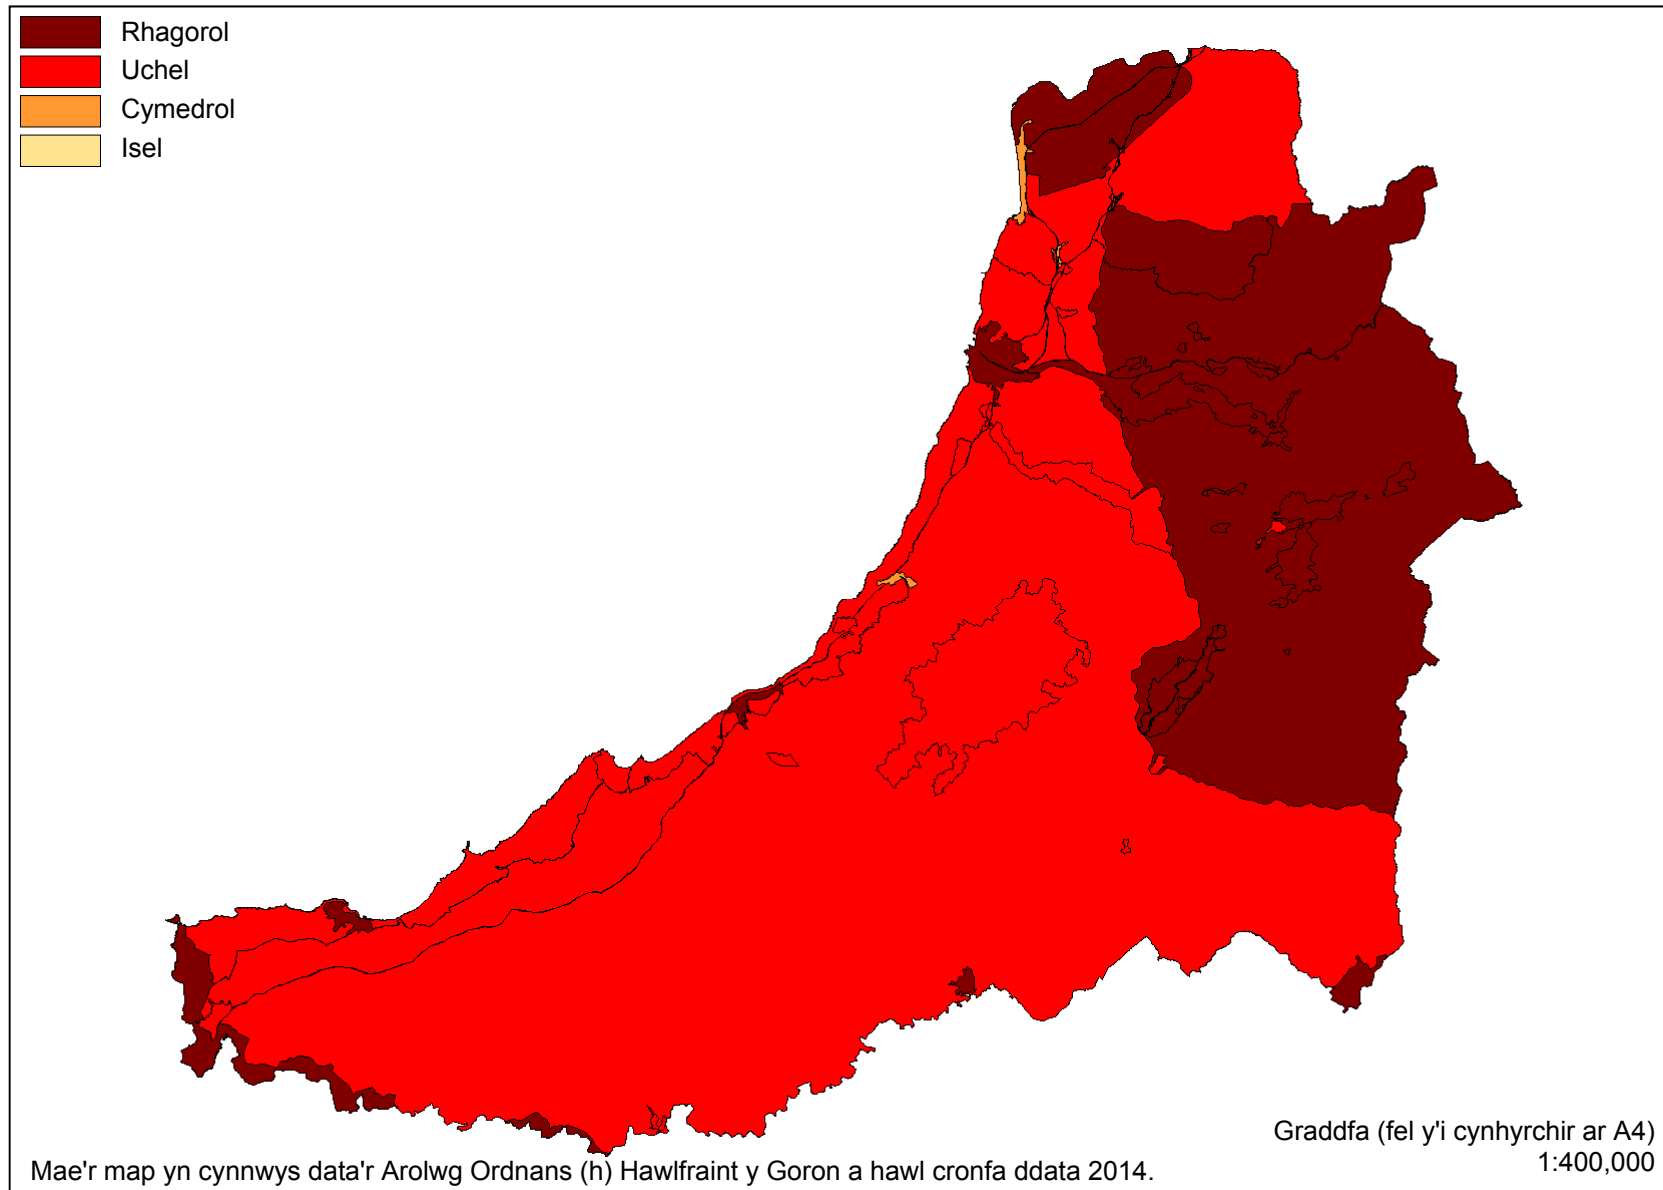 Rhagorol
Uchel
Cymedrol
Isel
Graddfa (fel y'i cynhyrchir ar A4)
1:400,000
Mae'r map yn cynnwys data'r Arolwg Ordnans (h) Hawlfraint y Goron a hawl cronfa ddata 2014.